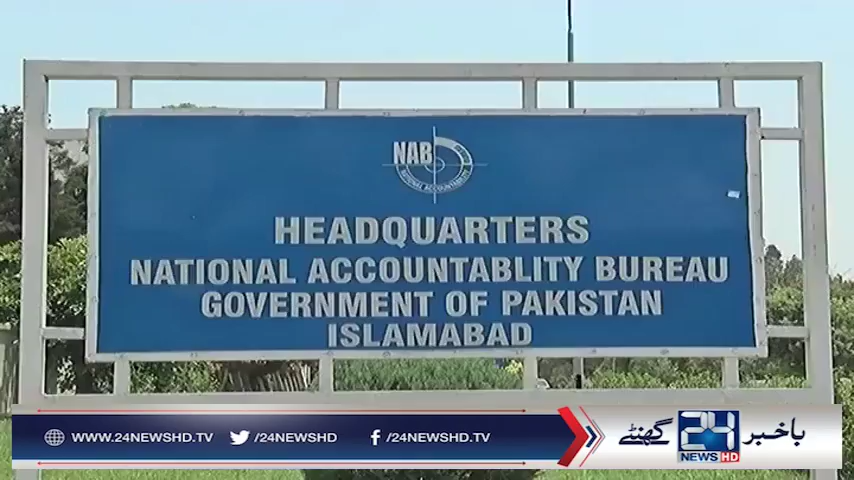 NAB
NATIONAL ACCOUNTABILITY
HEADQUARTERS
NATIONAL ACCOUNTABLITY BUREAU
GOVERNMENT OF PAKISTAN
ISLAMABAD
WWW.24NEWSHD.TV /24NEWSHD /24NEWSHD.TV
باخبر 24 گھنٹے
NEWS HD